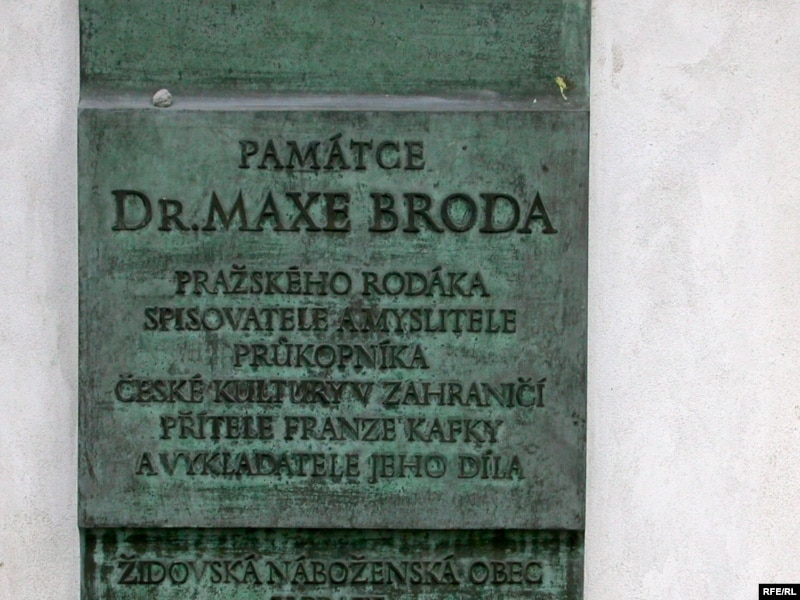 PAMÁTCE
DR. MAXE BRODA
PRAŽSKÉHO RODÁKA
SPISOVATELE A MYSLITELE
PRŮKOPNÍKA
ČESKÉ KULTURY V ZAHRANIČÍ
PŘÍTELE FRANZE KAFKY
A VYKLADATELE JEHO DÍLA
ŽIDOVSKÁ NÁBOŽENSKÁ OBEC
RFE/RL